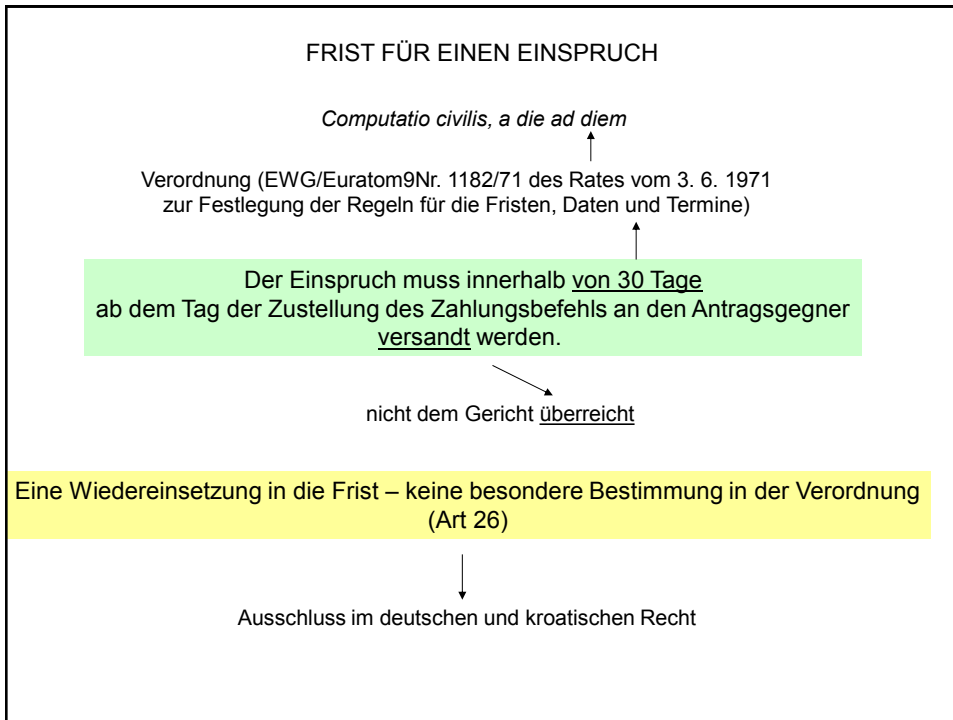 FRIST FÜR EINEN EINSPRUCH
Computatio civilis, a die ad diem
Verordnung (EWG/Euratom9Nr. 1182/71 des Rates vom 3. 6. 1971
zur Festlegung der Regeln für die Fristen, Daten und Termine)
Der Einspruch muss innerhalb von 30 Tage
ab dem Tag der Zustellung des Zahlungsbefehls an den Antragsgegner
versandt werden.
nicht dem Gericht überreicht
Eine Wiedereinsetzung in die Frist – keine besondere Bestimmung in der Verordnung
(Art 26)
Ausschluss im deutschen und kroatischen Recht